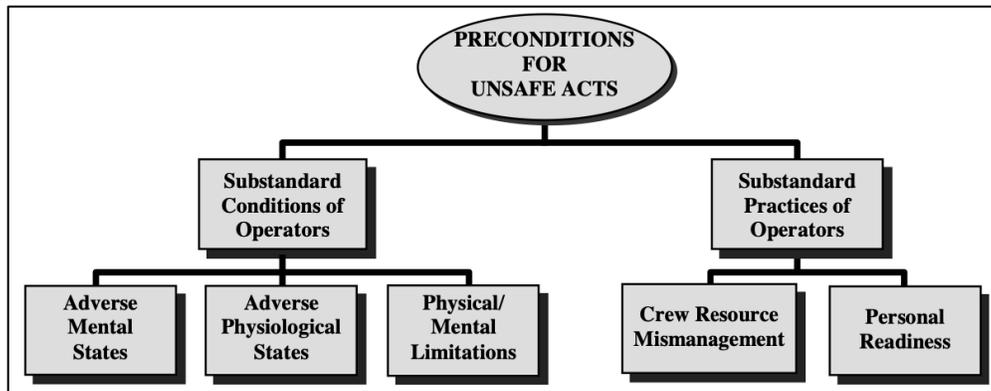 PRECONDITIONS
FOR
UNSAFE ACTS
Substandard
Conditions of
Operators
Substandard
Practices of
Operators
Adverse
Mental
States
Adverse
Physiological
States
Physical/
Mental
Limitations
Crew Resource
Mismanagement
Personal
Readiness